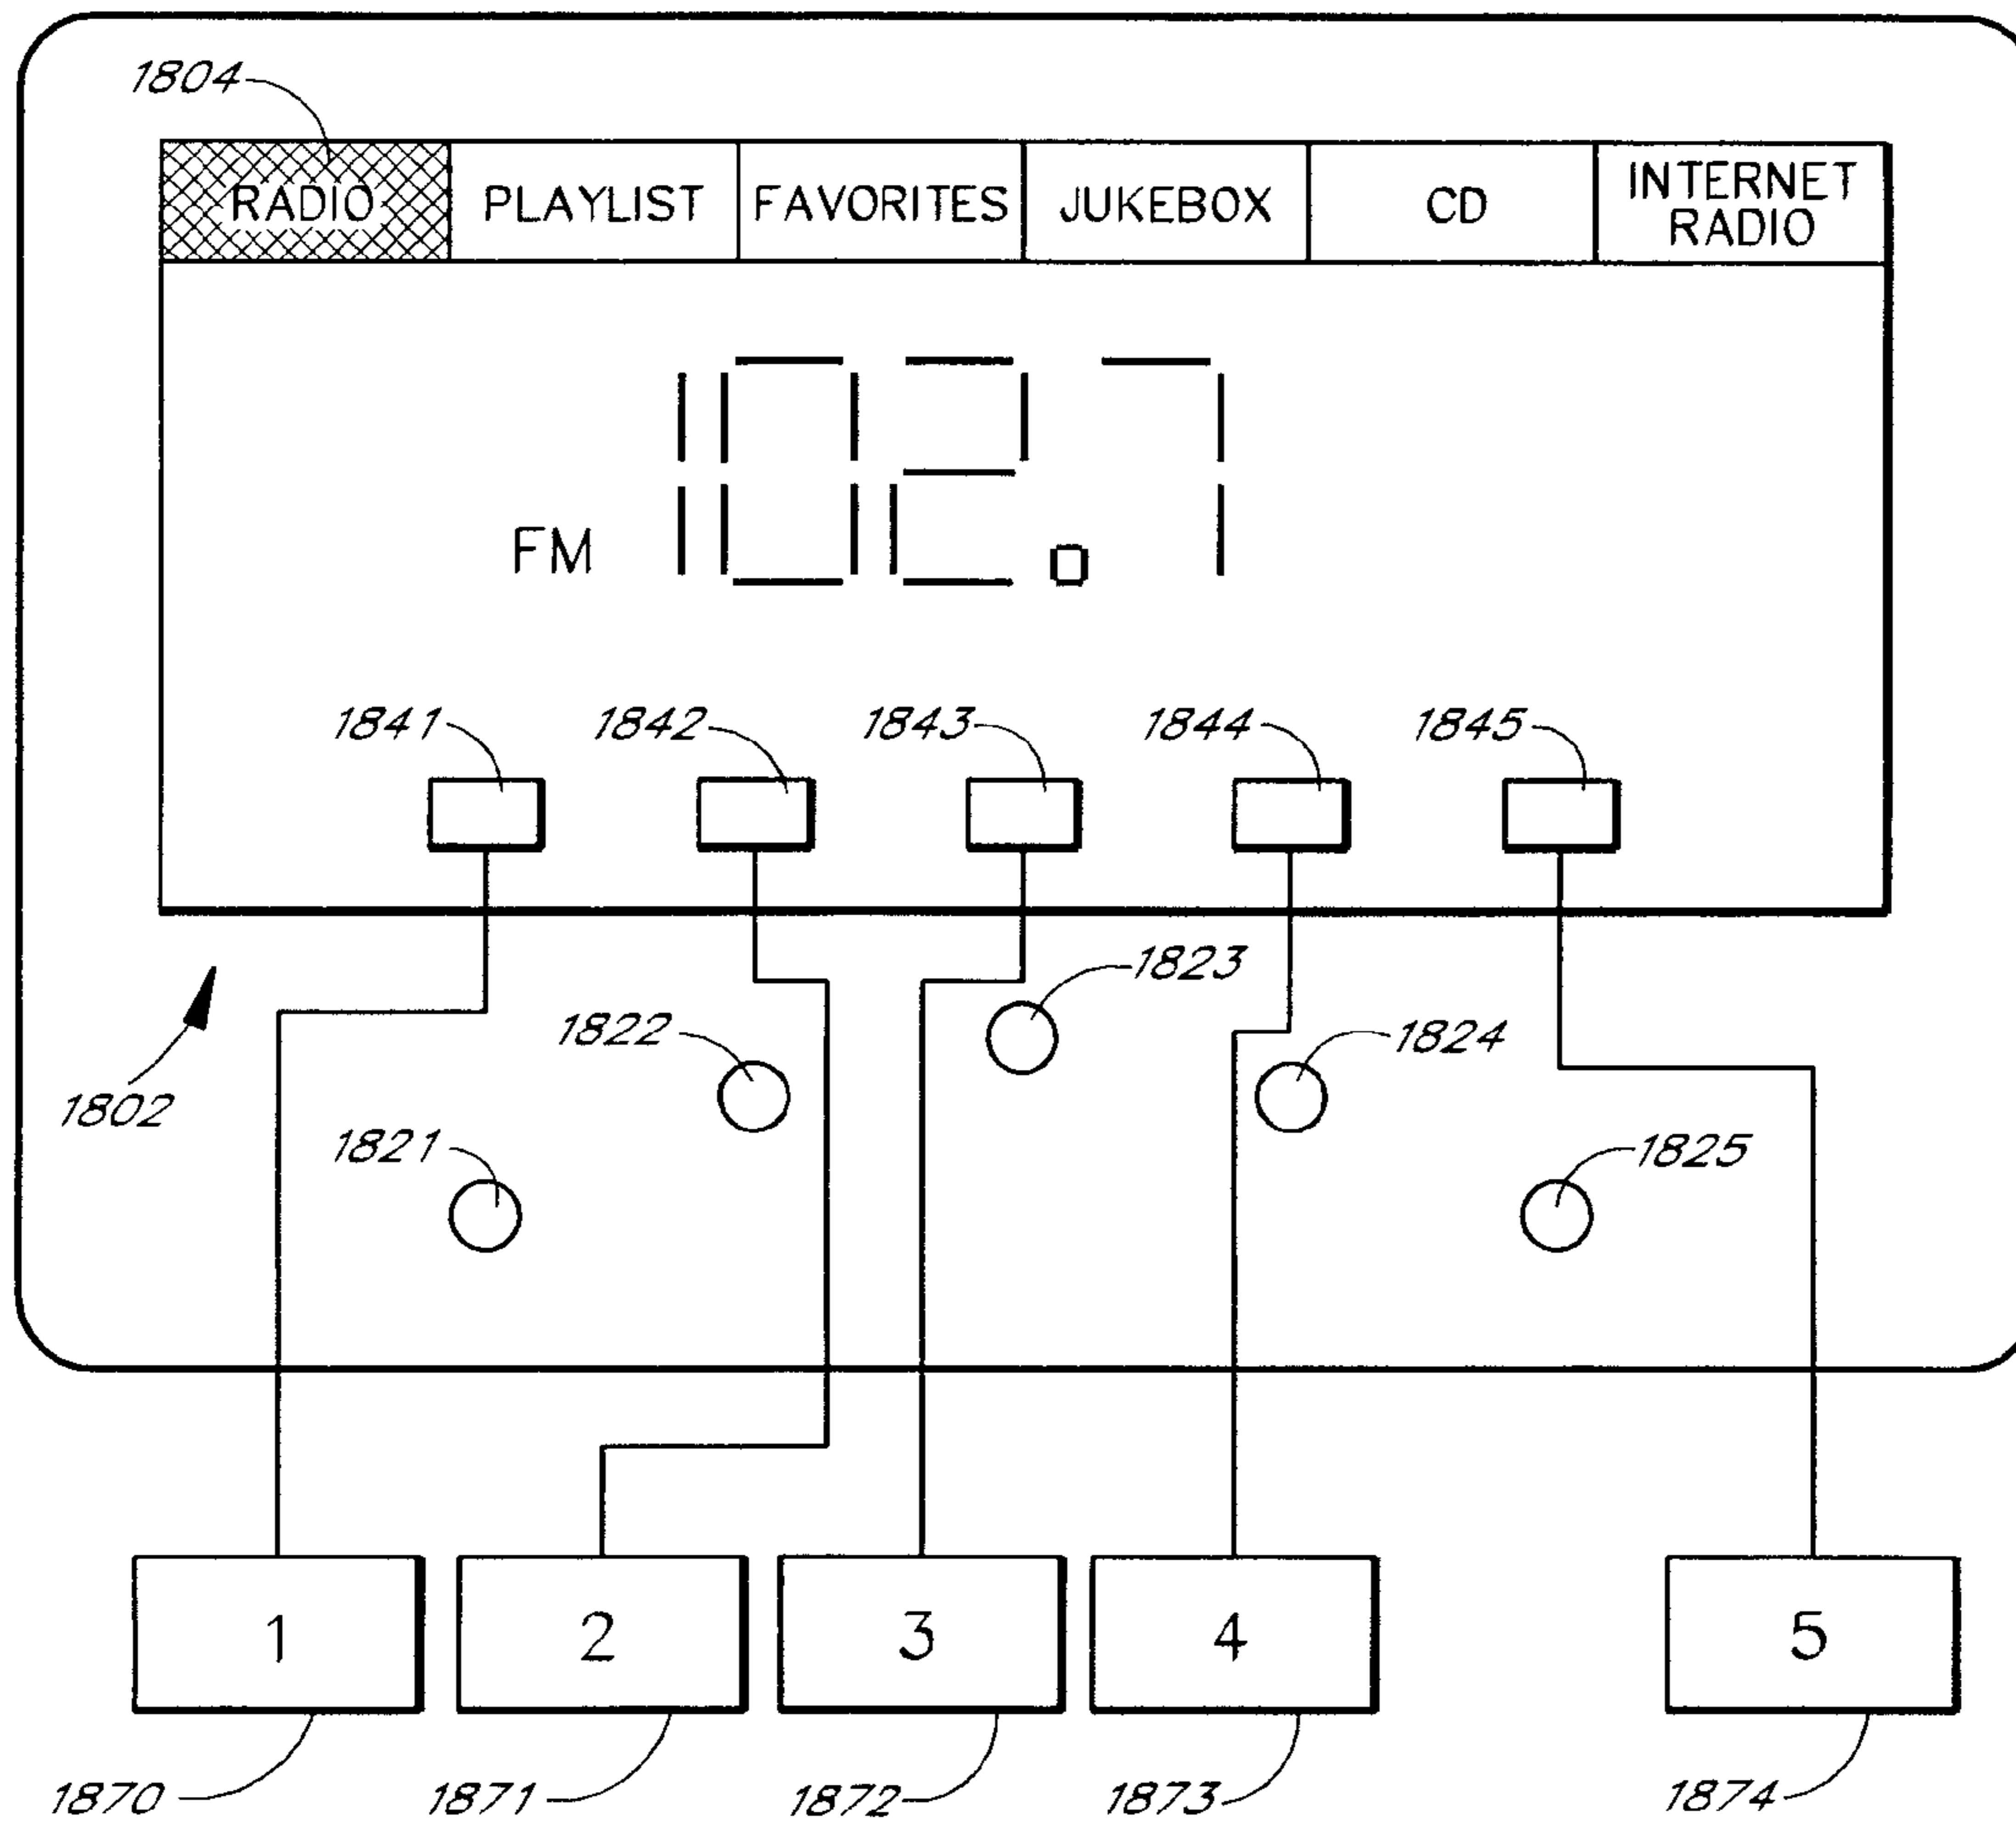 1804
RADIO PLAYLIST FAVORITES JUKEBOX CD INTERNET RADIO
FM 102.7
1841 1842 1843 1844 1845
1823
1822 1824
1802
1821 1825
1 2 3 4 5
1870 1871 1872 1873 1874